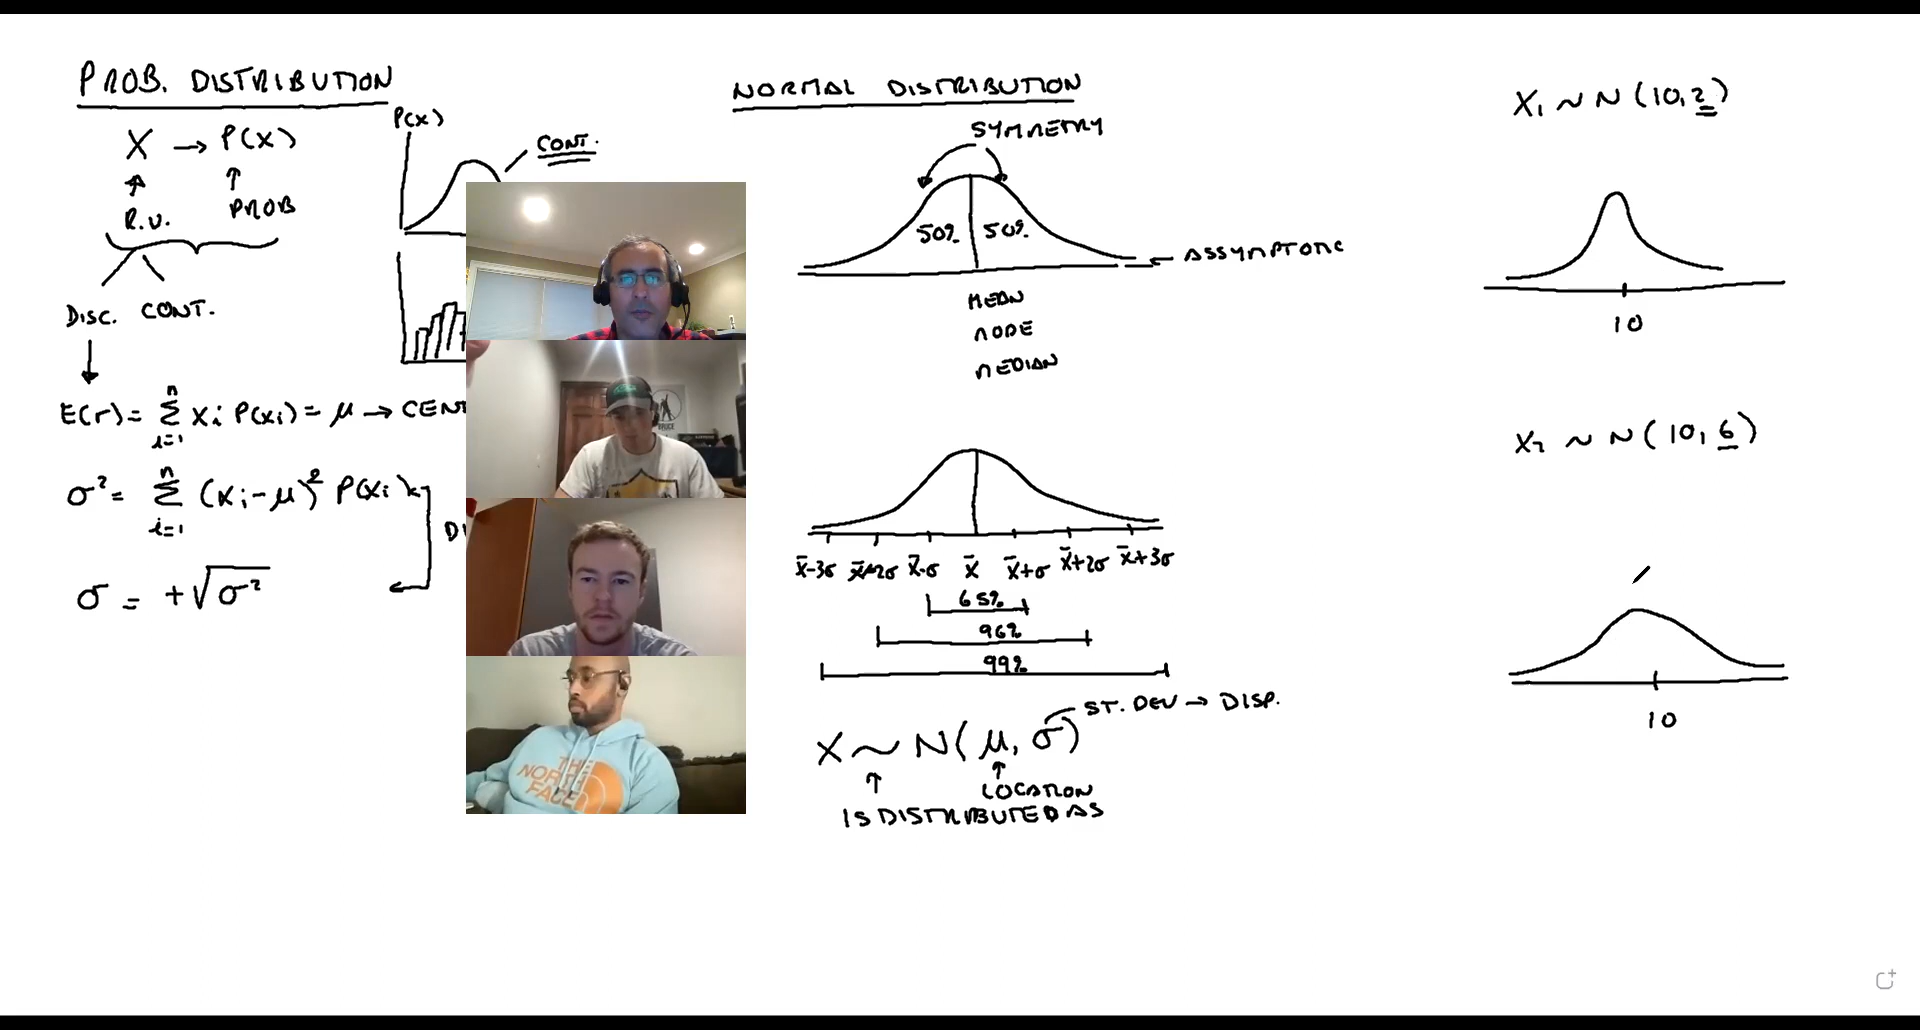 PROB. DISTRIBUTION
X → P(X)
↑ ↑
R.V. PROB
DISC. CONT.
P(X)
CONT.
E(r) = n Σ i=1 Xi P(Xi) = μ → CENT
σ² = n Σ i=1 (Xi - μ)² P(Xi)
σ = +√σ²
NORMAL DISTRIBUTION
SYMMETRY
50% 50%
← ASSYMPTOTIC
MEAN
MODE
MEDIAN
X̄-3σ X̄-2σ X̄-σ X̄ X̄+σ X̄+2σ X̄+3σ
65%
96%
99%
ST. DEV → DISP.
X ~ N(μ, σ)
↑ ↑
LOCATION
IS DISTRIBUTED AS
X₁ ~ N(10, 2)
10
X₂ ~ N(10, 6)
10
THE
NORTH
FACE